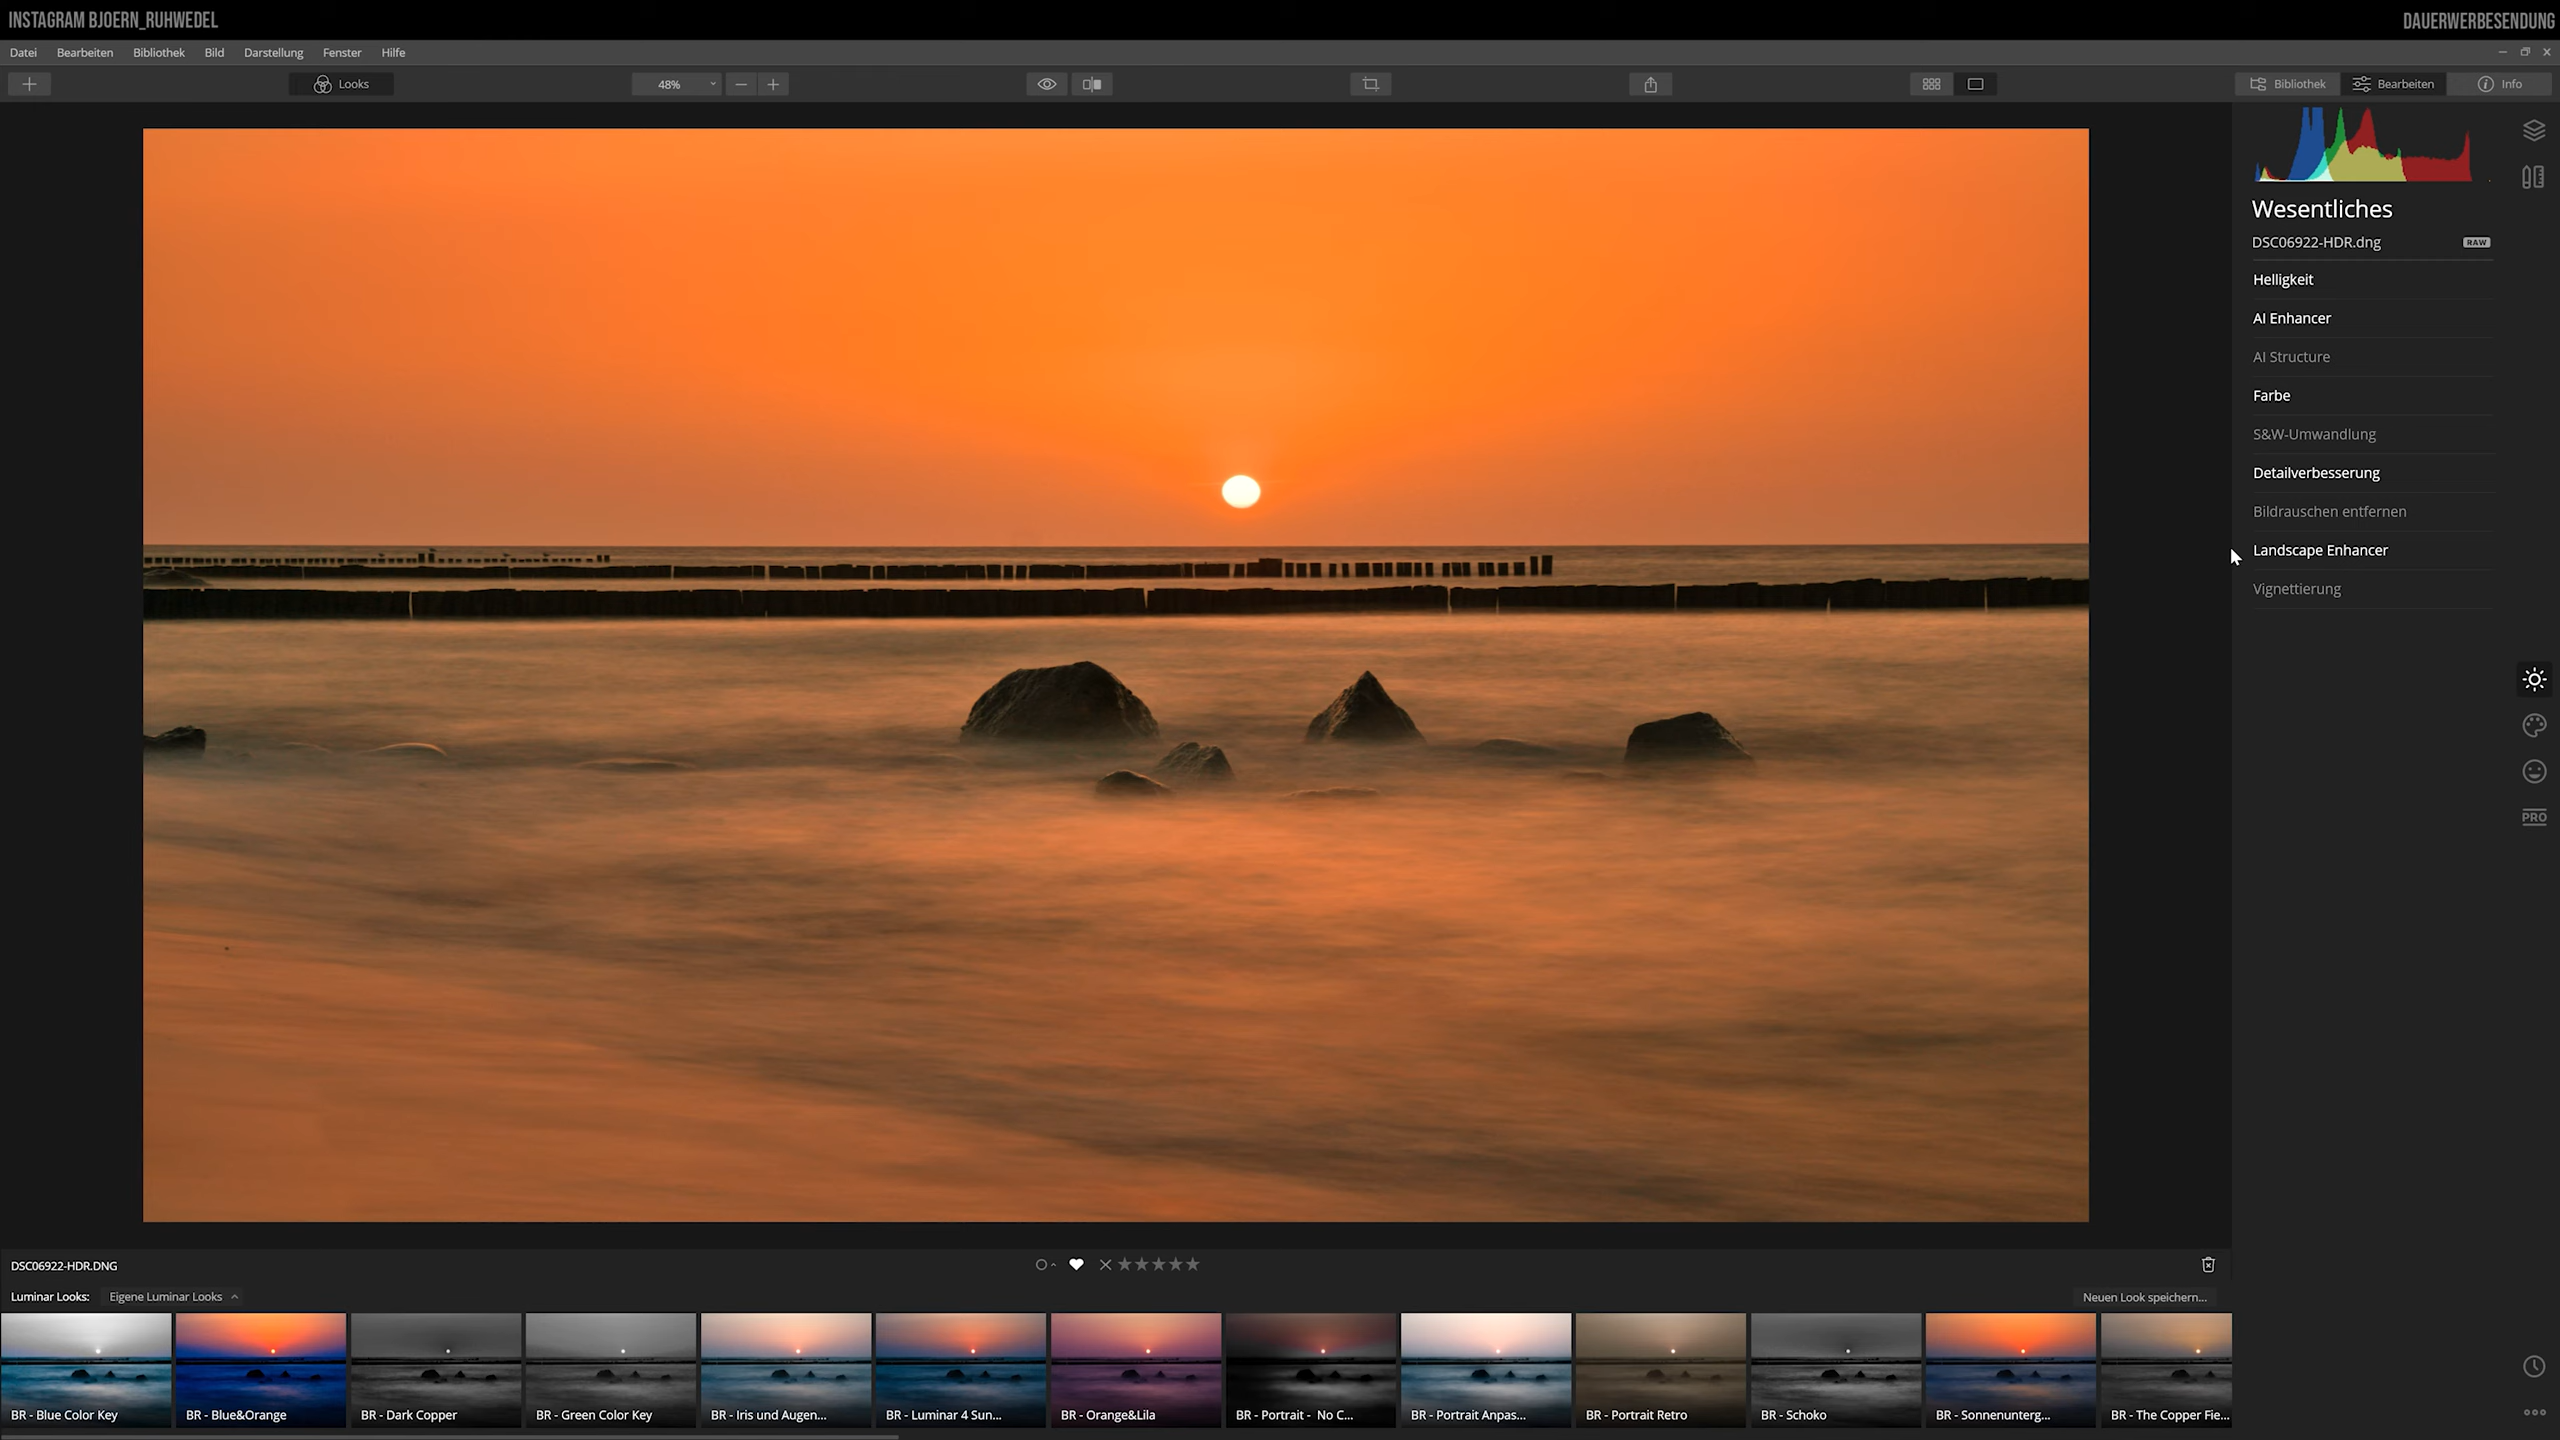 INSTAGRAM BJOERN_RUHWEDEL
DAUERWERBESENDUNG
Datei Bearbeiten Bibliothek Bild Darstellung Fenster Hilfe
Looks 48% Bibliothek Bearbeiten Info
Wesentliches
DSC06922-HDR.dng RAW
Helligkeit
AI Enhancer
AI Structure
Farbe
S&W-Umwandlung
Detailverbesserung
Bildrauschen entfernen
Landscape Enhancer
Vignettierung
PRO
DSC06922-HDR.DNG
Luminar Looks: Eigene Luminar Looks Neuen Look speichern...
BR - Blue Color Key
BR - Blue&Orange
BR - Dark Copper
BR - Green Color Key
BR - Iris und Augen...
BR - Luminar 4 Sun...
BR - Orange&Lila
BR - Portrait - No C...
BR - Portrait Anpas...
BR - Portrait Retro
BR - Schoko
BR - Sonnenunterg...
BR - The Copper Fie...